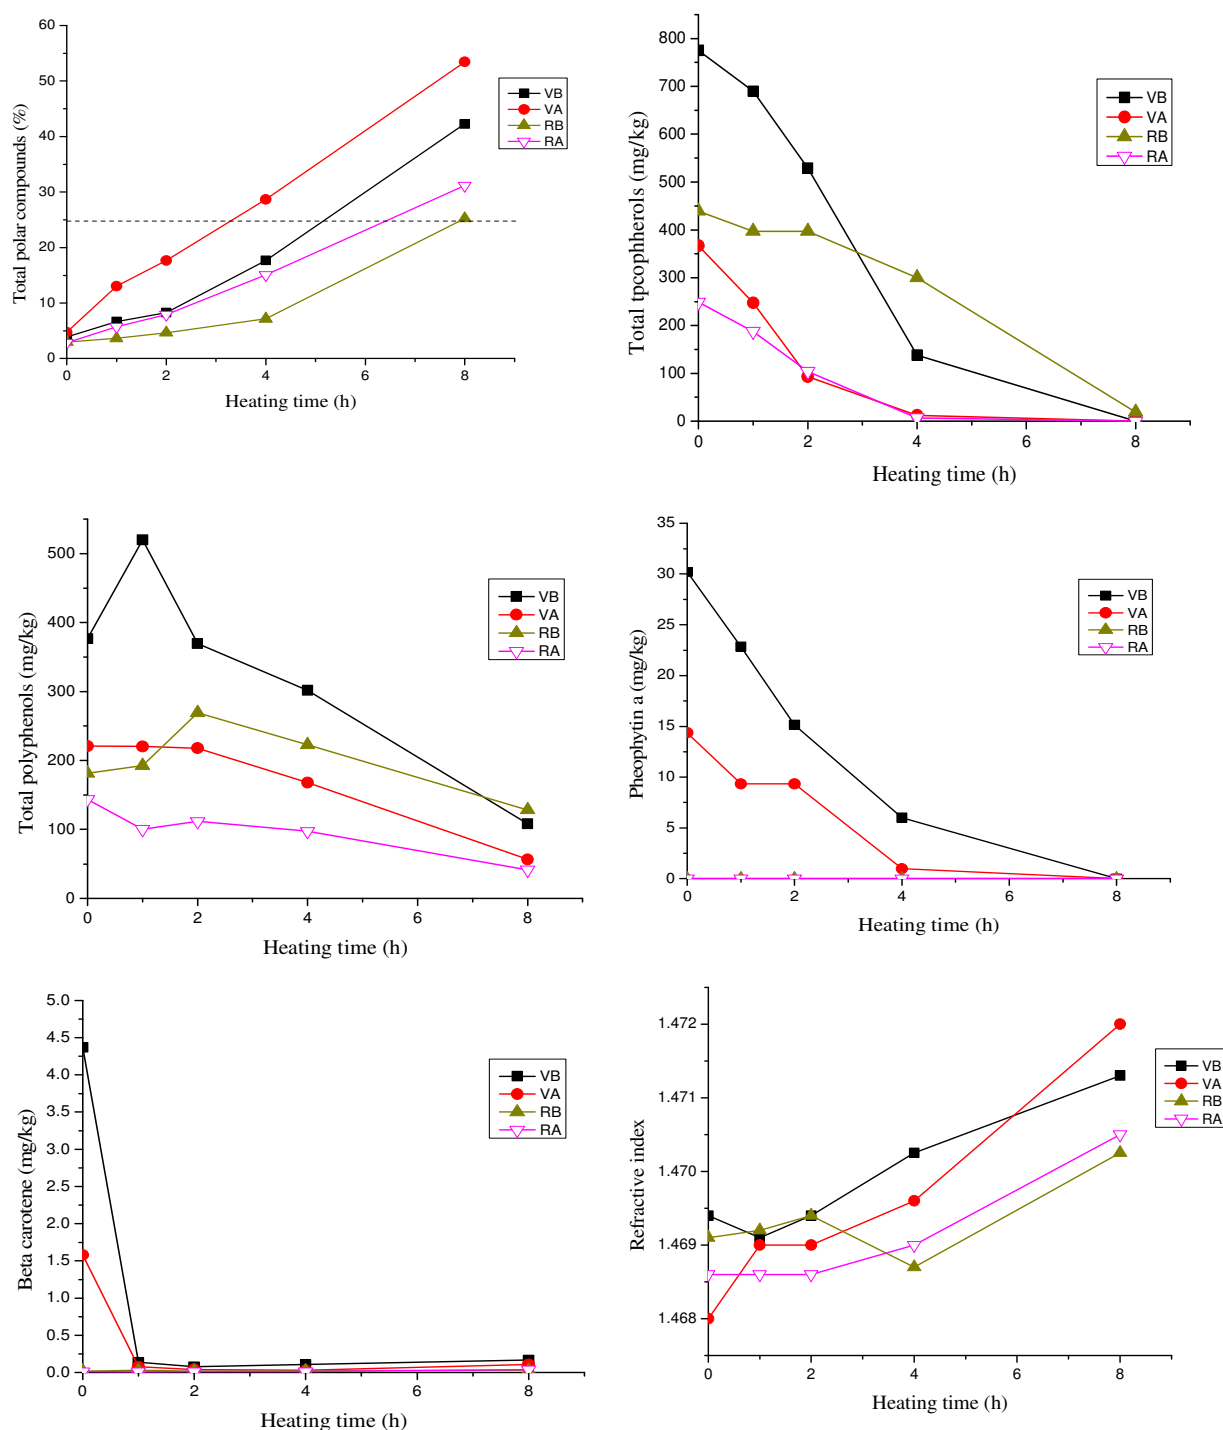 60
50
40
30
20
10
0
0
2
4
6
8
Total polar compounds (%)
Heating time (h)
VB
VA
RB
RA
800
700
600
500
400
300
200
100
0
0
2
4
6
8
Total tpcophherols (mg/kg)
Heating time (h)
VB
VA
RB
RA
500
400
300
200
100
0
0
2
4
6
8
Total polyphenols (mg/kg)
Heating time (h)
VB
VA
RB
RA
35
30
25
20
15
10
5
0
0
2
4
6
8
Pheophytin a (mg/kg)
Heating time (h)
VB
VA
RB
RA
5.0
4.5
4.0
3.5
3.0
2.5
2.0
1.5
1.0
0.5
0.0
0
2
4
6
8
Beta carotene (mg/kg)
Heating time (h)
VB
VA
RB
RA
1.472
1.471
1.470
1.469
1.468
0
2
4
6
8
Refractive index
Heating time (h)
VB
VA
RB
RA